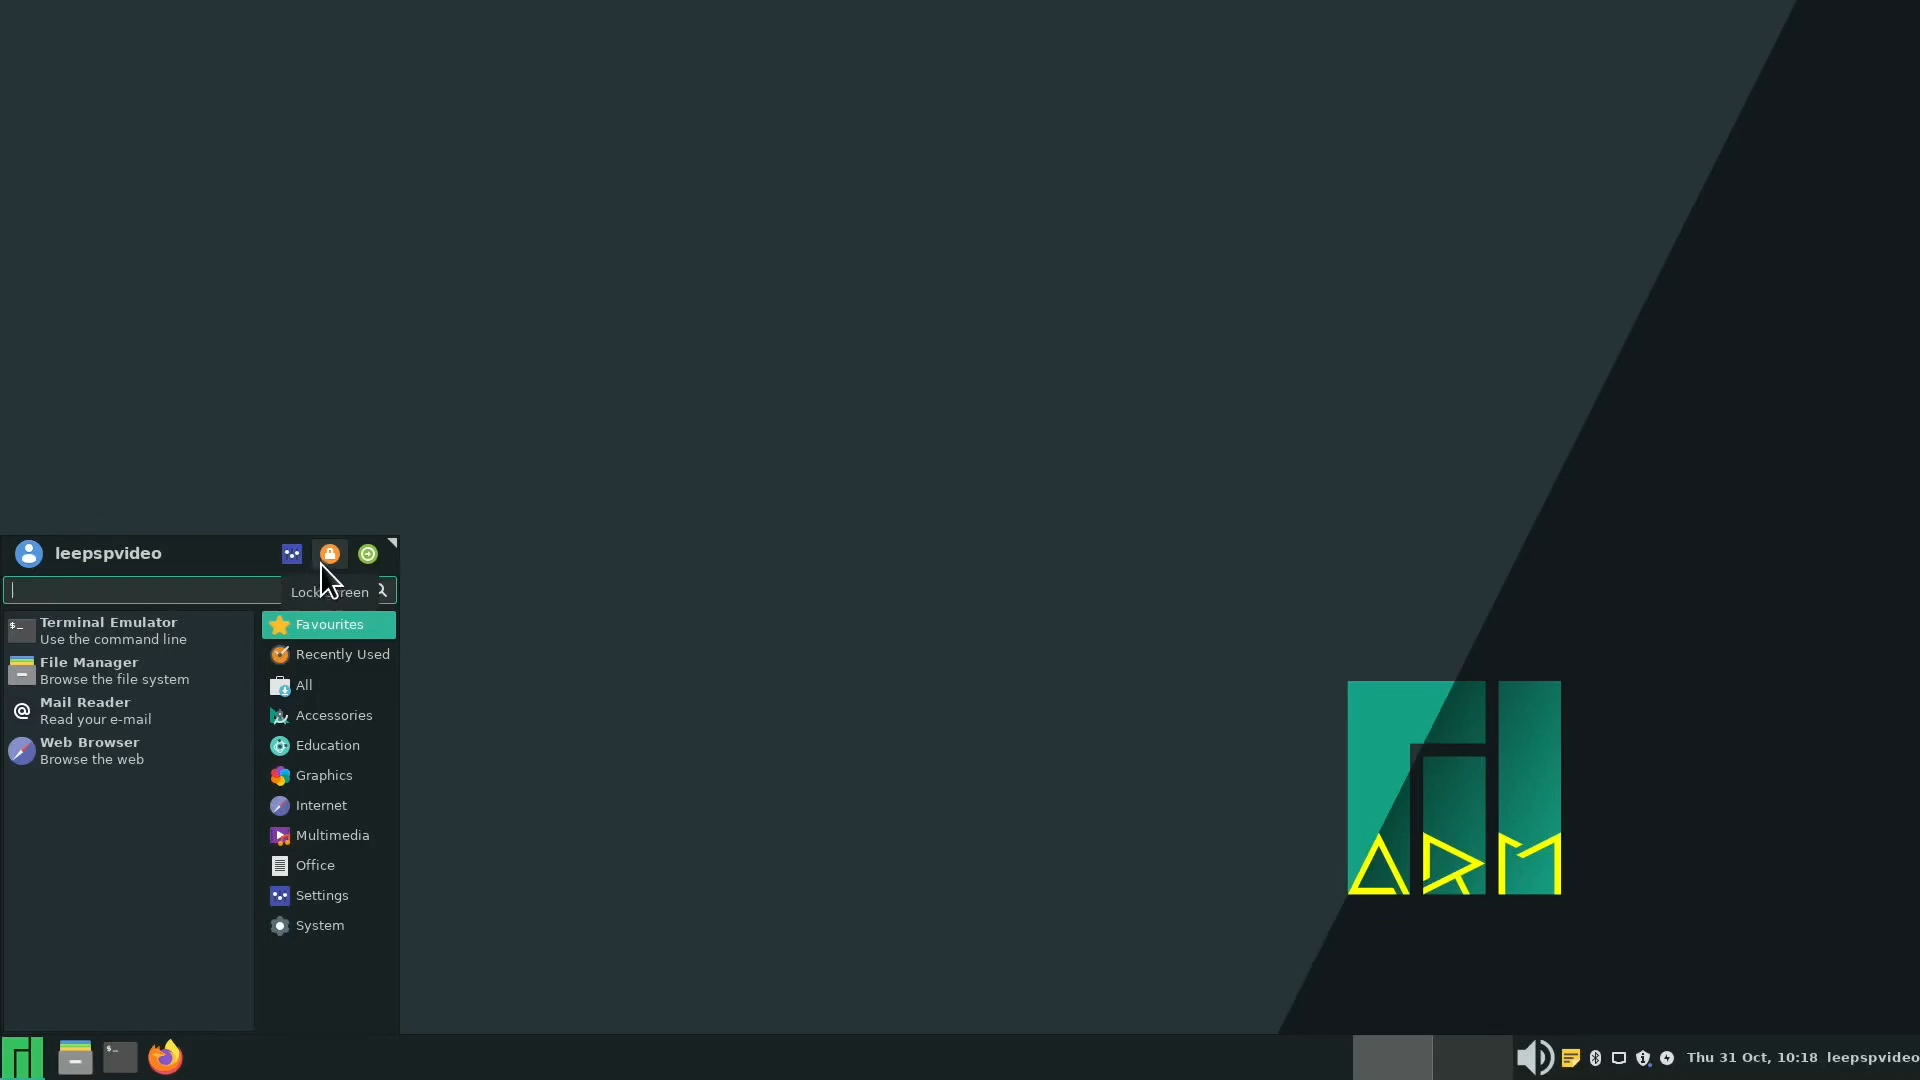 leepspvideo
Lock Screen
Terminal Emulator
Use the command line
File Manager
Browse the file system
Mail Reader
Read your e-mail
Web Browser
Browse the web
Favourites
Recently Used
All
Accessories
Education
Graphics
Internet
Multimedia
Office
Settings
System
ARM
Thu 31 Oct, 10:18 leepspvideo